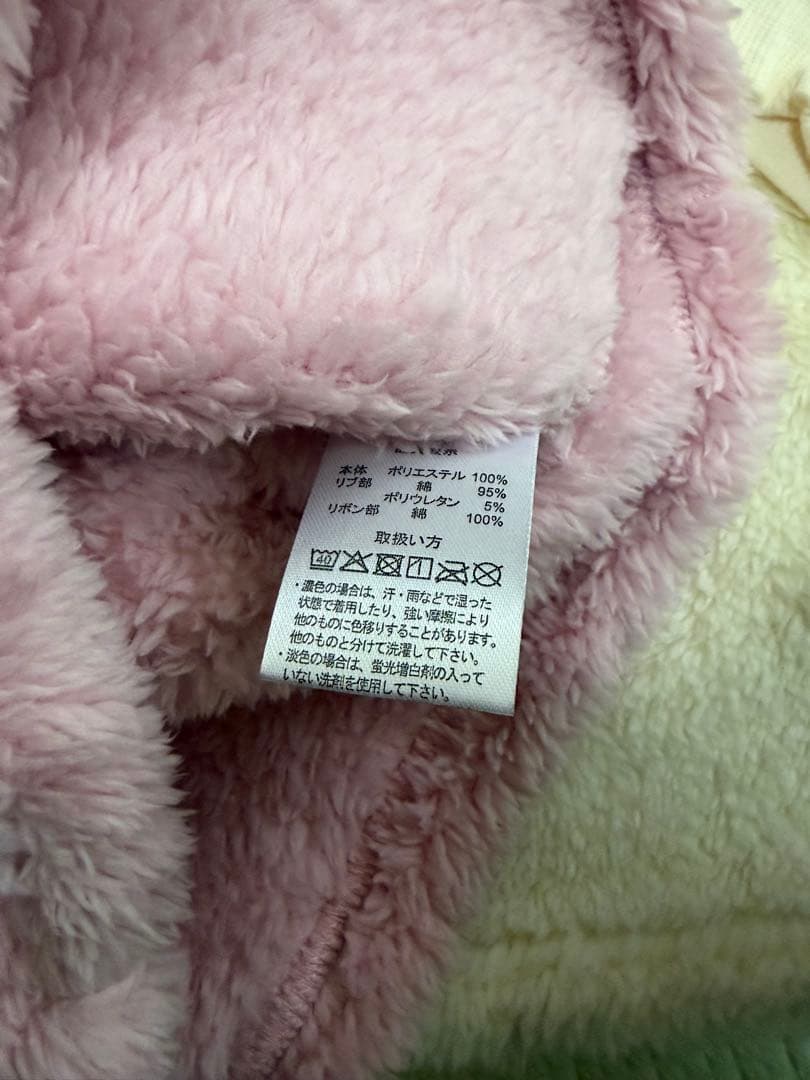 本体 ポリエステル 100%
リブ部 綿 95%
ポリウレタン 5%
リボン部 綿 100%
取扱い方
40
・濃色の場合は、汗・雨などで湿った
状態で着用したり、強い摩擦により
他のものに色移りすることがあります。
他のものと分けて洗濯して下さい。
・淡色の場合は、蛍光増白剤の入って
いない洗剤を使用して下さい。